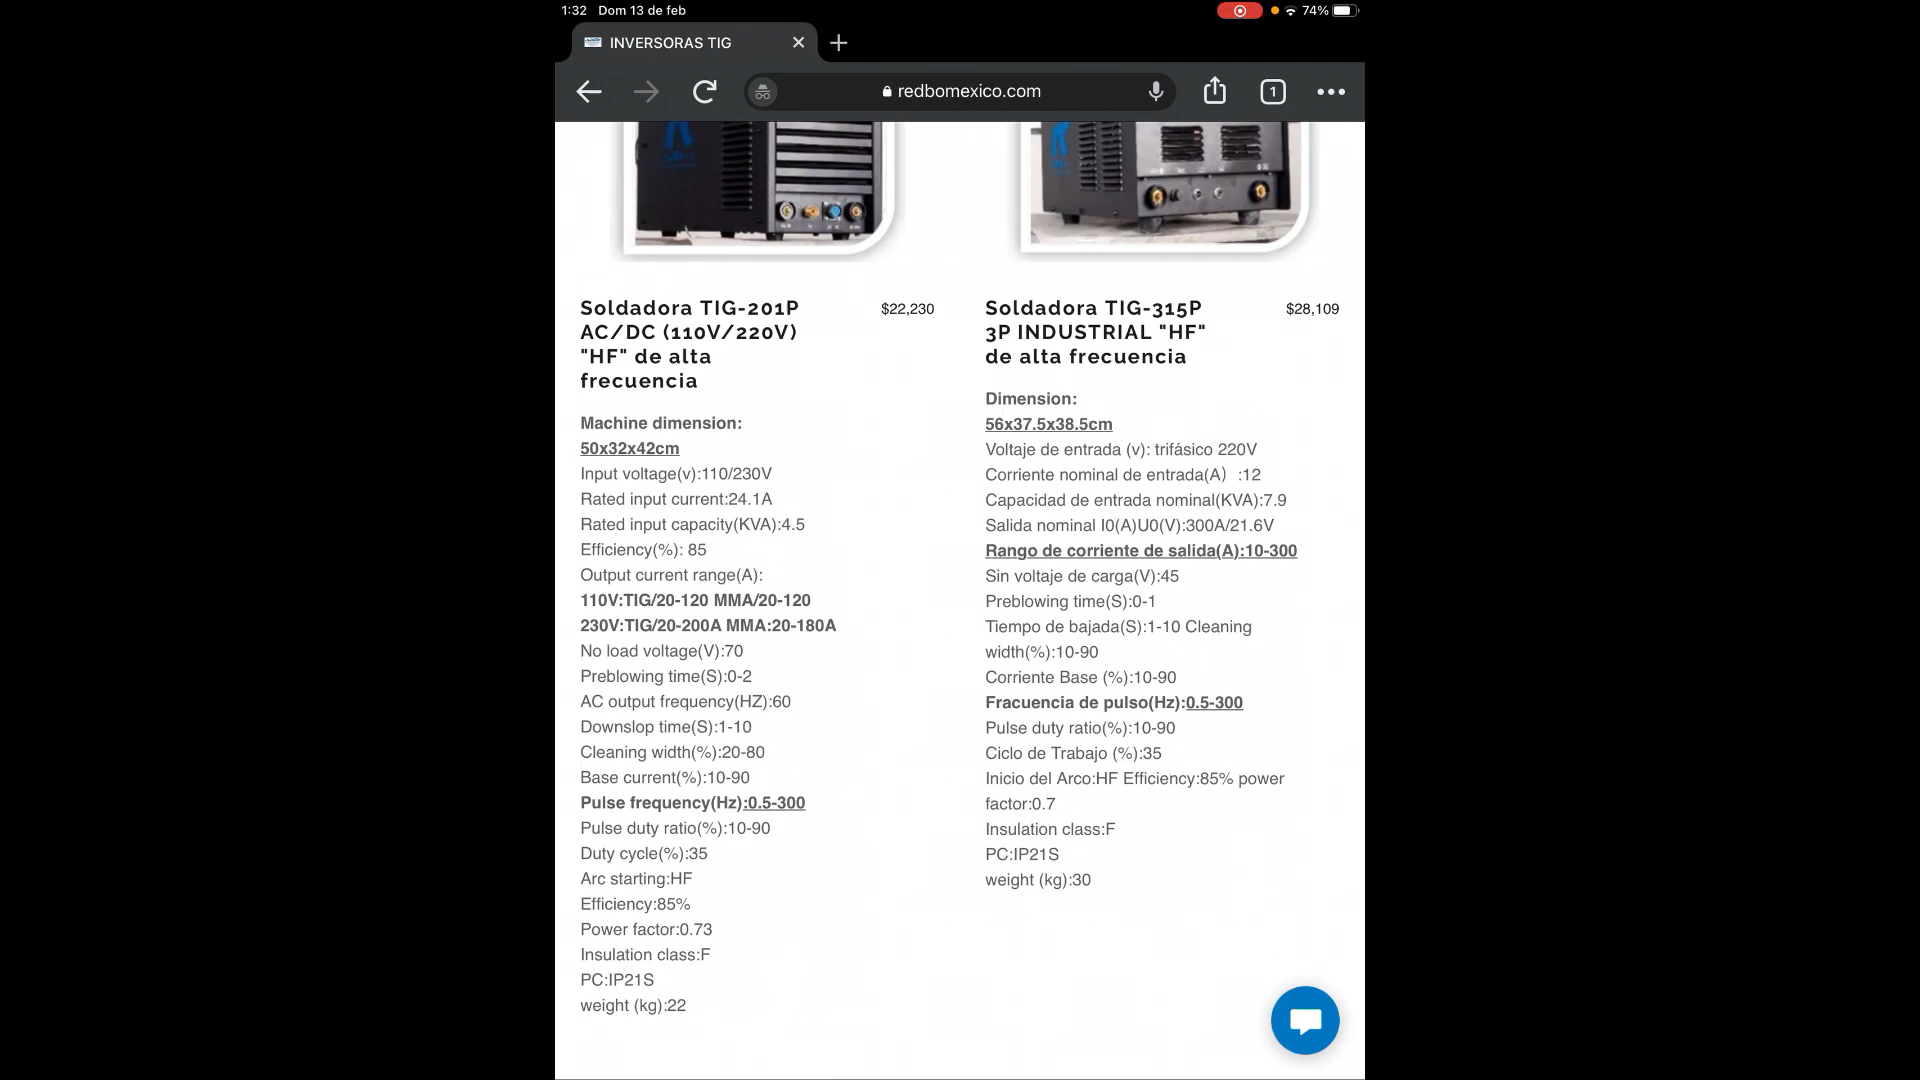 1:32 Dom 13 de feb
74%
INVERSORAS TIG
redbomexico.com
1
Soldadora TIG-201P
AC/DC (110V/220V)
"HF" de alta
frecuencia
$22,230
Machine dimension:
50x32x42cm
Input voltage(v):110/230V
Rated input current:24.1A
Rated input capacity(KVA):4.5
Efficiency(%): 85
Output current range(A):
110V:TIG/20-120 MMA/20-120
230V:TIG/20-200A MMA:20-180A
No load voltage(V):70
Preblowing time(S):0-2
AC output frequency(HZ):60
Downslop time(S):1-10
Cleaning width(%):20-80
Base current(%):10-90
Pulse frequency(Hz):0.5-300
Pulse duty ratio(%):10-90
Duty cycle(%):35
Arc starting:HF
Efficiency:85%
Power factor:0.73
Insulation class:F
PC:IP21S
weight (kg):22
Soldadora TIG-315P
3P INDUSTRIAL "HF"
de alta frecuencia
$28,109
Dimension:
56x37.5x38.5cm
Voltaje de entrada (v): trifásico 220V
Corriente nominal de entrada(A）:12
Capacidad de entrada nominal(KVA):7.9
Salida nominal I0(A)U0(V):300A/21.6V
Rango de corriente de salida(A):10-300
Sin voltaje de carga(V):45
Preblowing time(S):0-1
Tiempo de bajada(S):1-10 Cleaning
width(%):10-90
Corriente Base (%):10-90
Fracuencia de pulso(Hz):0.5-300
Pulse duty ratio(%):10-90
Ciclo de Trabajo (%):35
Inicio del Arco:HF Efficiency:85% power
factor:0.7
Insulation class:F
PC:IP21S
weight (kg):30